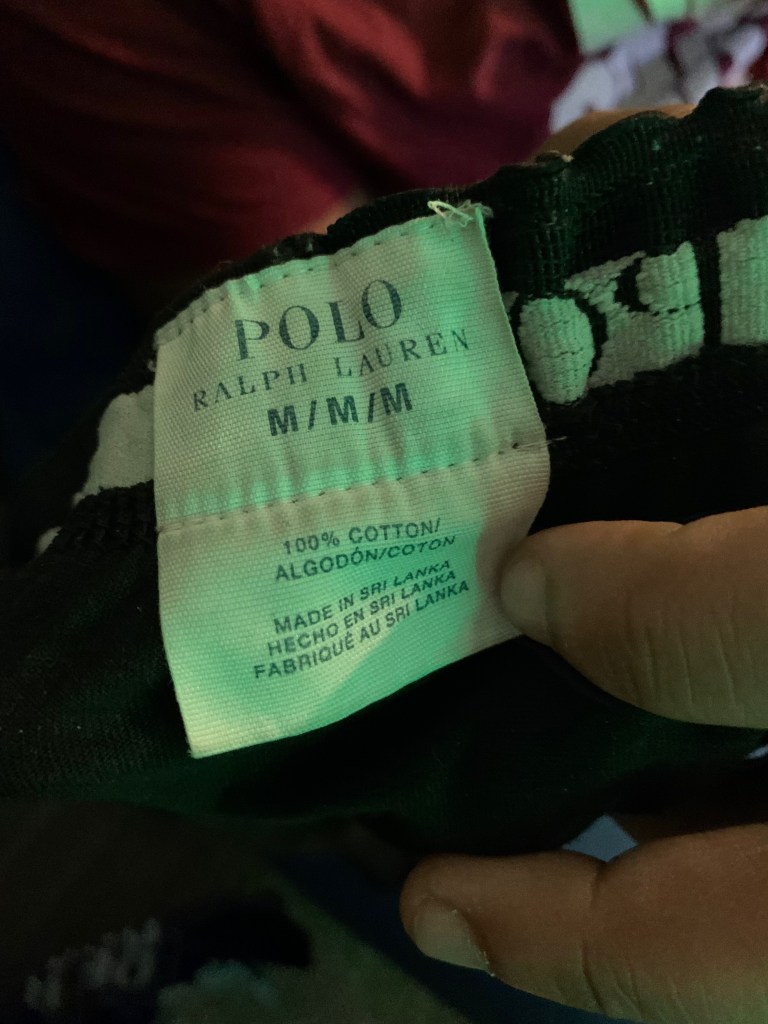 POLO
RALPH LAUREN
M/M/M
100% COTTON/
ALGODÓN/COTON
MADE IN SRI LANKA
HECHO EN SRI LANKA
FABRIQUÉ AU SRI LANKA